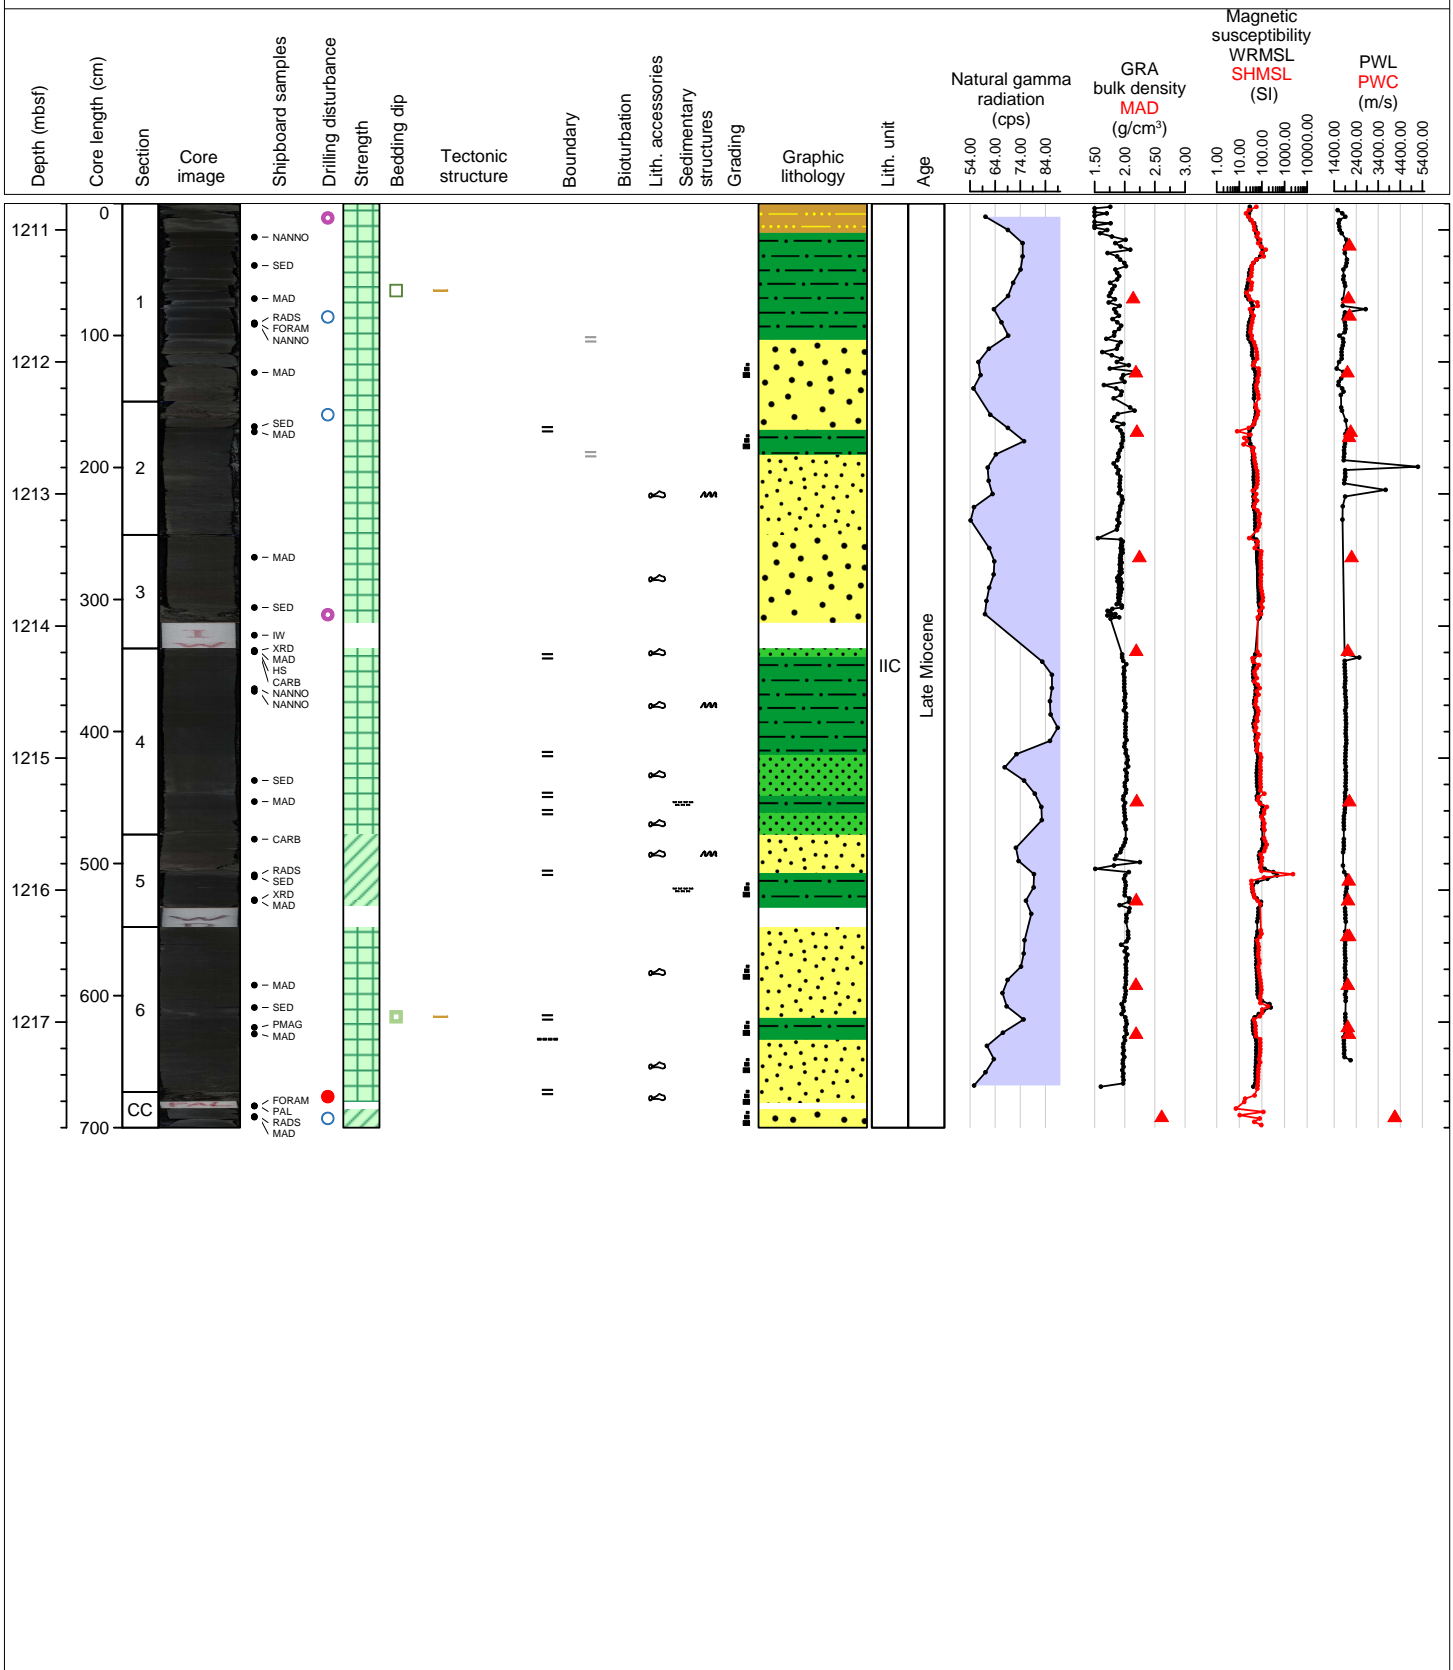 Depth (mbsf)
Core length (cm)
Section
Core
image
Shipboard samples
Drilling disturbance
Strength
Bedding dip
Tectonic
structure
Boundary
Bioturbation
Lith. accessories
Sedimentary
structures
Grading
Graphic
lithology
Lith. unit
Age
Natural gamma
radiation
(cps)
54.00
64.00
74.00
84.00
GRA
bulk density
MAD
(g/cm³)
1.50
2.00
2.50
3.00
Magnetic
susceptibility
WRMSL
SHMSL
(SI)
1.00
10.00
100.00
1000.00
10000.00
PWL
PWC
(m/s)
1400.00
2400.00
3400.00
4400.00
5400.00
1211
1212
1213
1214
1215
1216
1217
0
100
200
300
400
500
600
700
1
2
3
4
5
6
CC
NANNO
SED
MAD
RADS
FORAM
NANNO
MAD
SED
MAD
MAD
SED
IW
XRD
MAD
HS
CARB
NANNO
NANNO
SED
MAD
CARB
RADS
SED
XRD
MAD
MAD
SED
PMAG
MAD
FORAM
PAL
RADS
MAD
IIC
Late Miocene